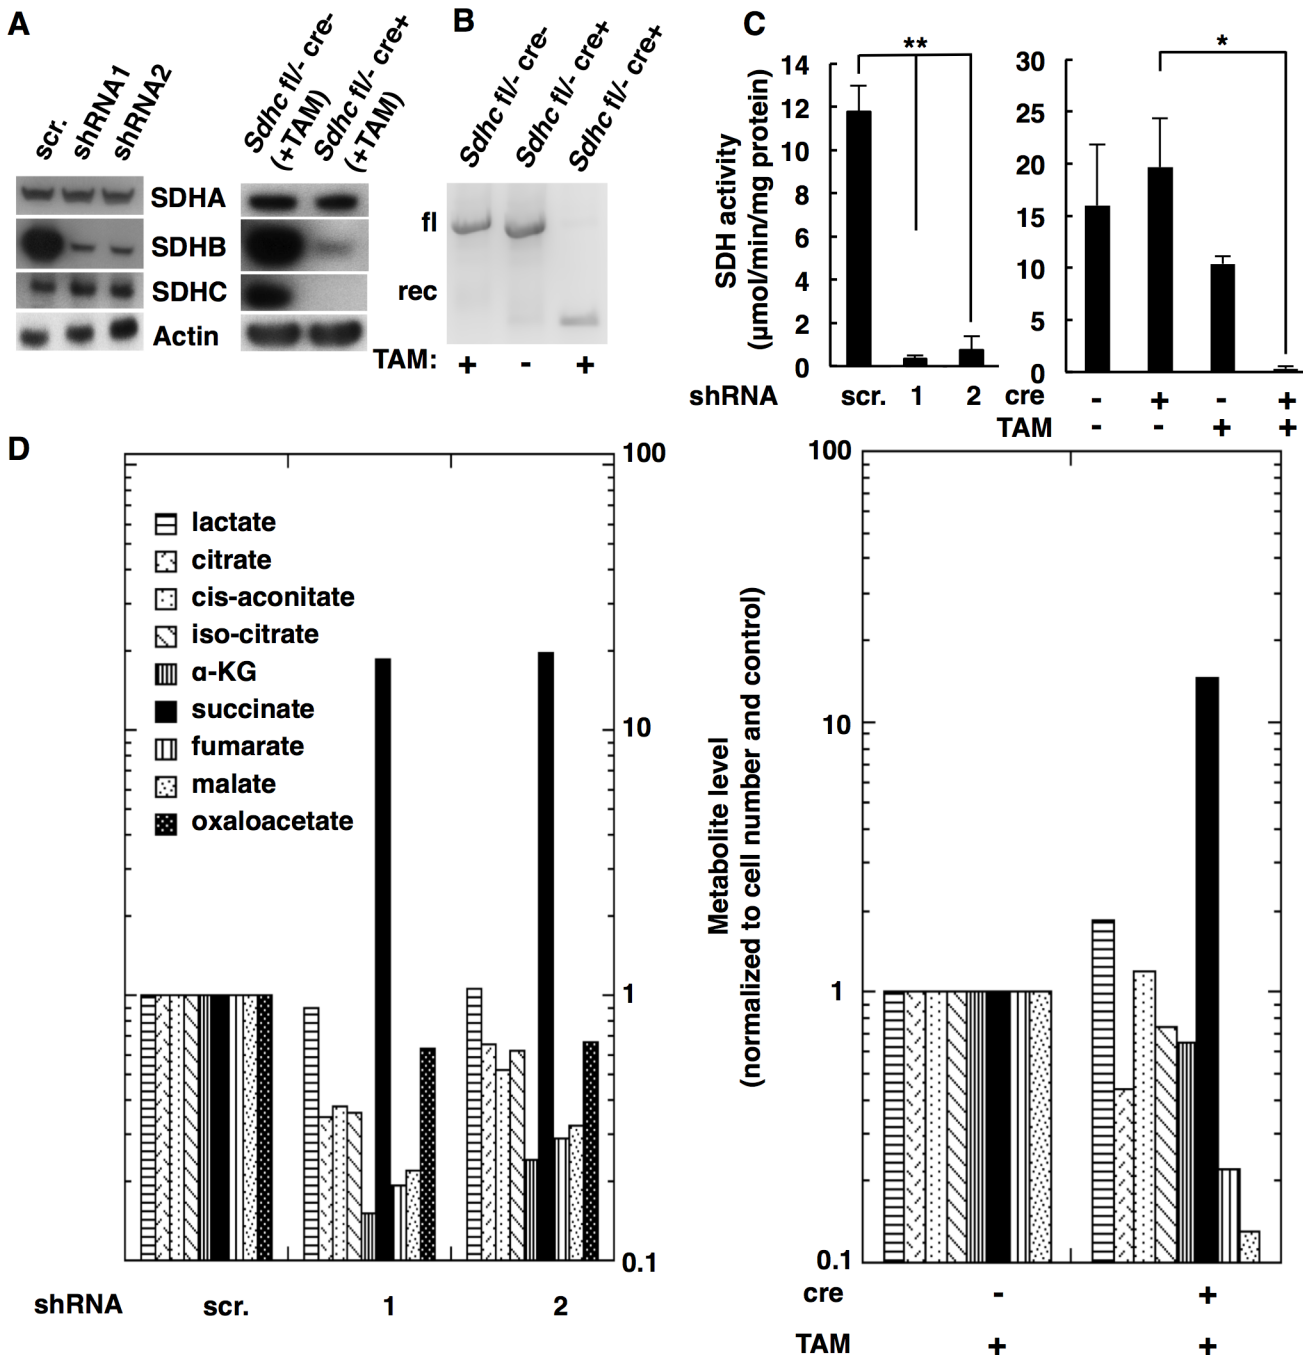 A
scr.
shRNA1
shRNA2
Sdhc fl/- cre-
(+TAM)
Sdhc fl/- cre+
(+TAM)
SDHA
SDHB
SDHC
Actin
B
Sdhc fl/- cre-
Sdhc fl/- cre+
Sdhc fl/- cre+
fl
rec
TAM: + - +
C
SDH activity
(μmol/min/mg protein)
14
12
10
8
6
4
2
0
**
shRNA scr. 1 2
30
25
20
15
10
5
0
*
cre - + - +
TAM - - + +
D
lactate
citrate
cis-aconitate
iso-citrate
α-KG
succinate
fumarate
malate
oxaloacetate
100
10
1
0.1
shRNA scr. 1 2
Metabolite level
(normalized to cell number and control)
100
10
1
0.1
cre - +
TAM + +